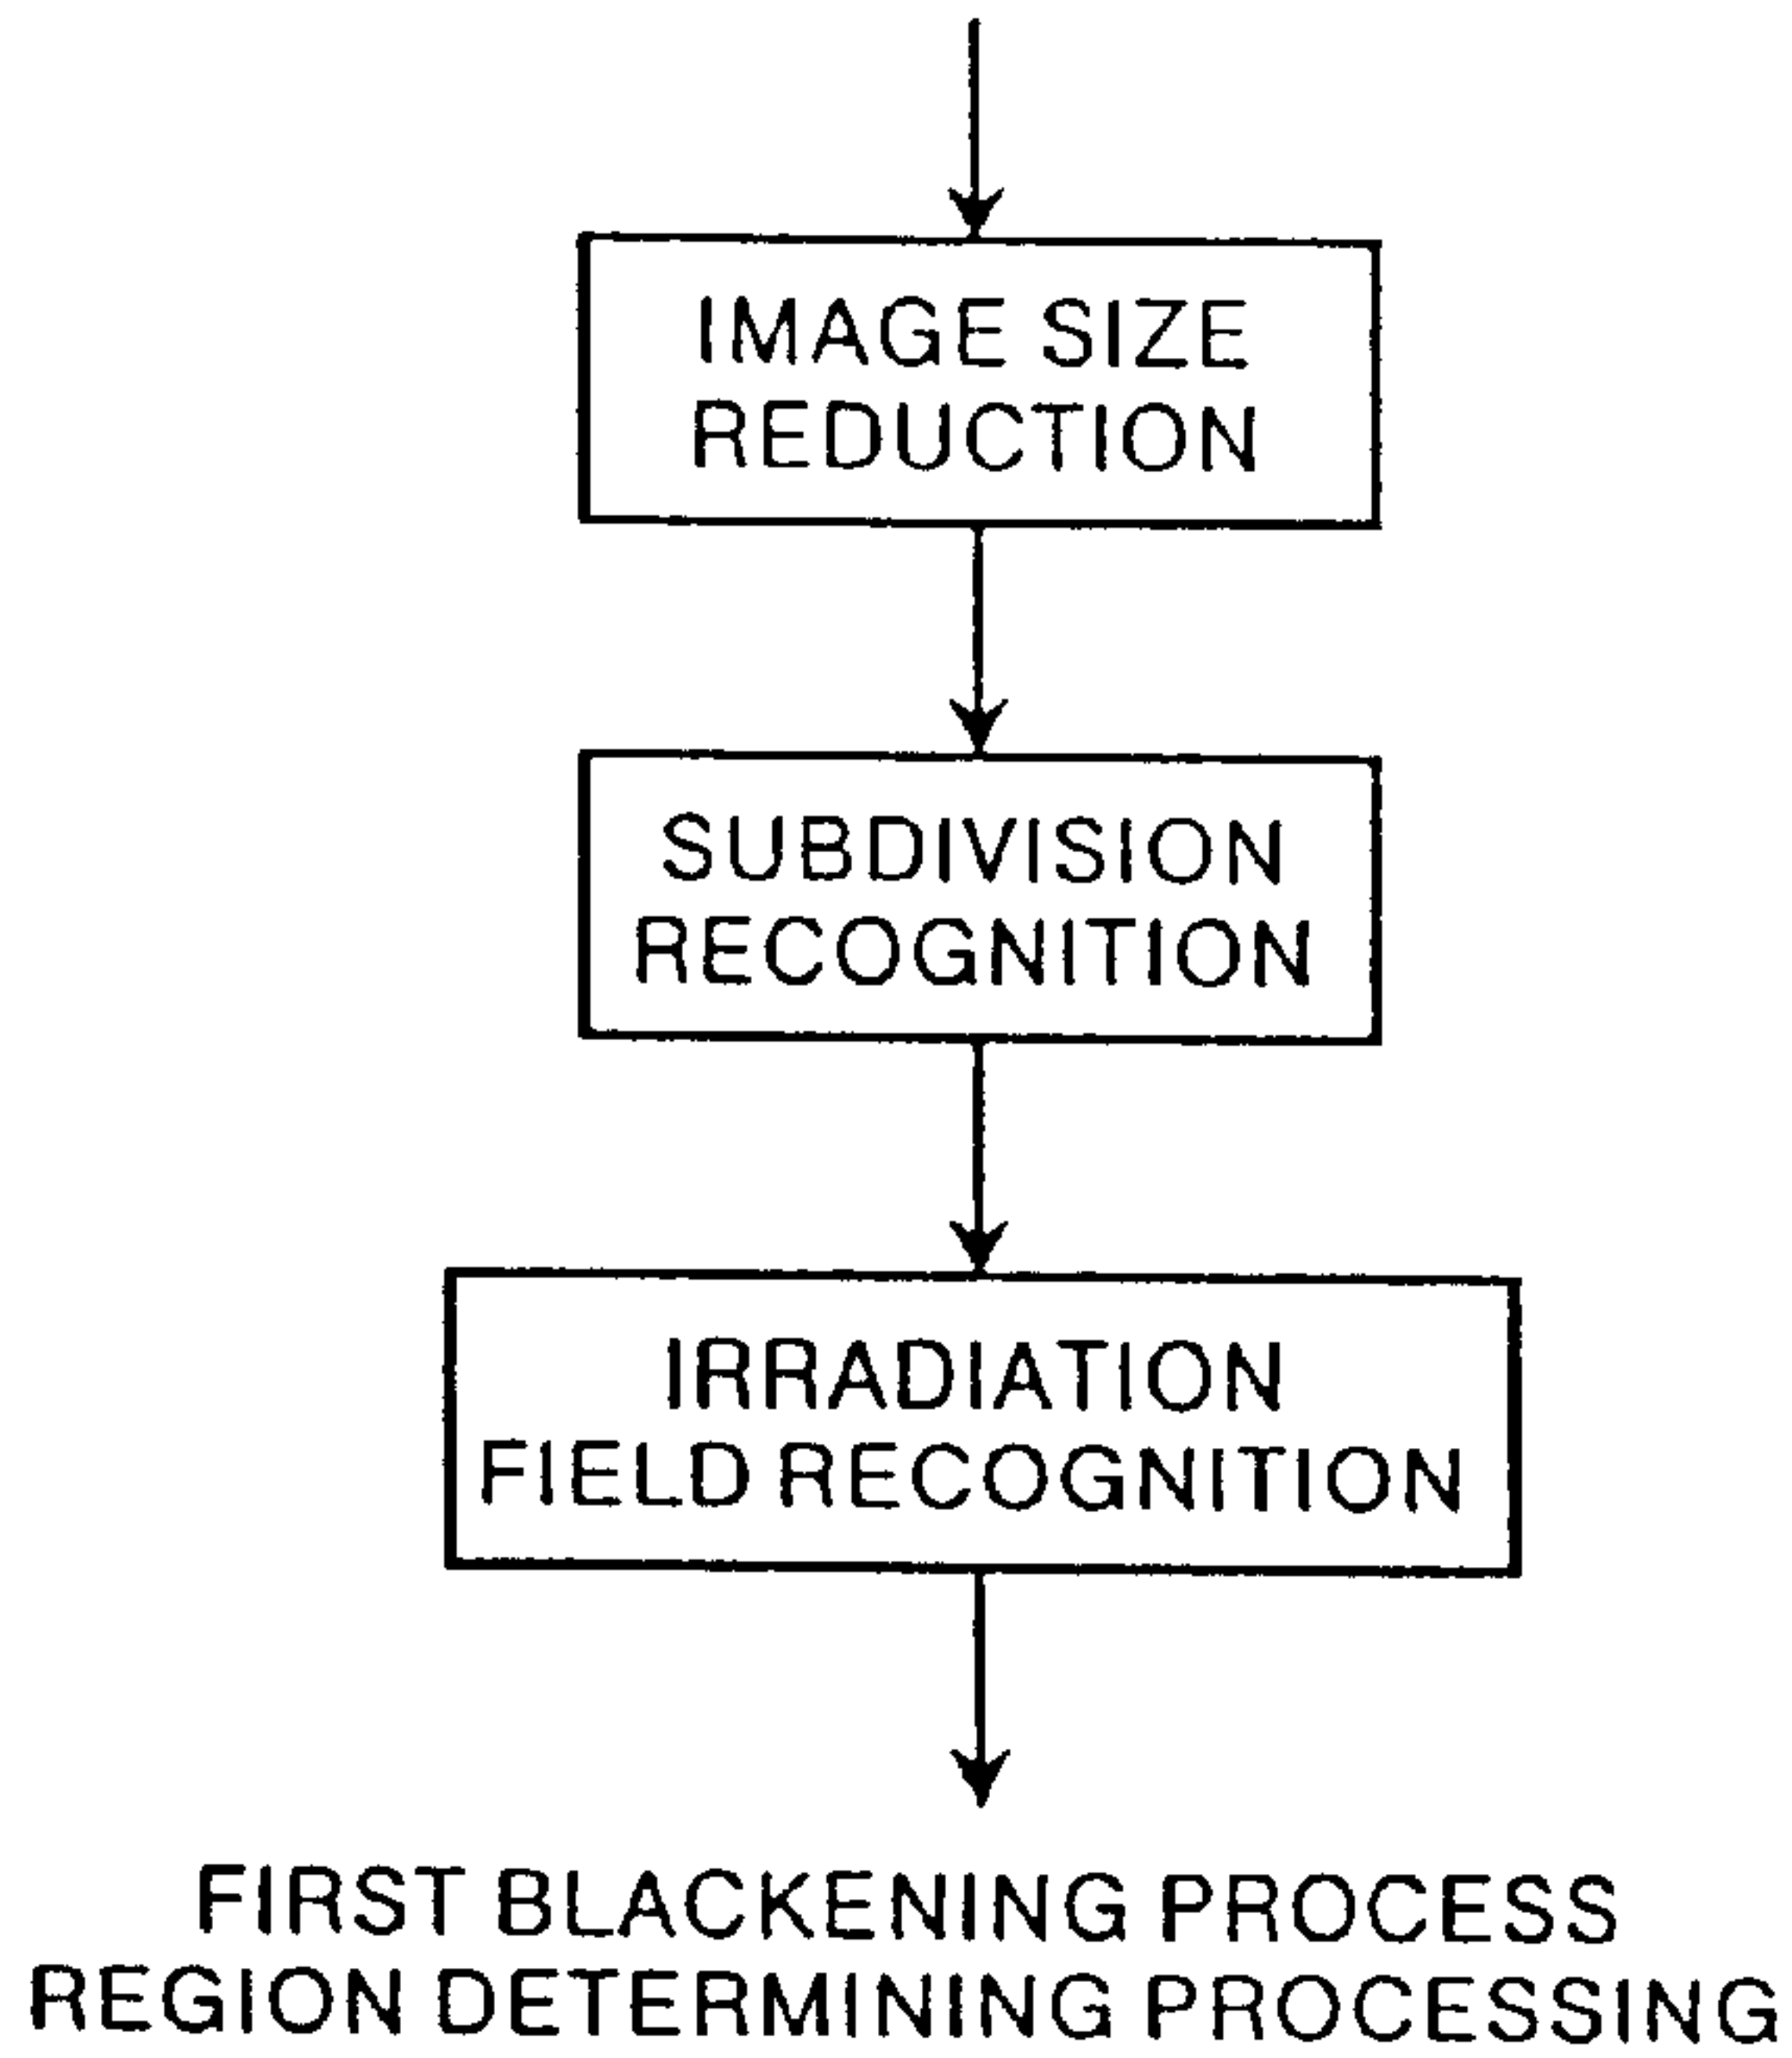 IMAGE SIZE
REDUCTION
SUBDIVISION
RECOGNITION
IRRADIATION
FIELD RECOGNITION
FIRST BLACKENING PROCESS
REGION DETERMINING PROCESSING